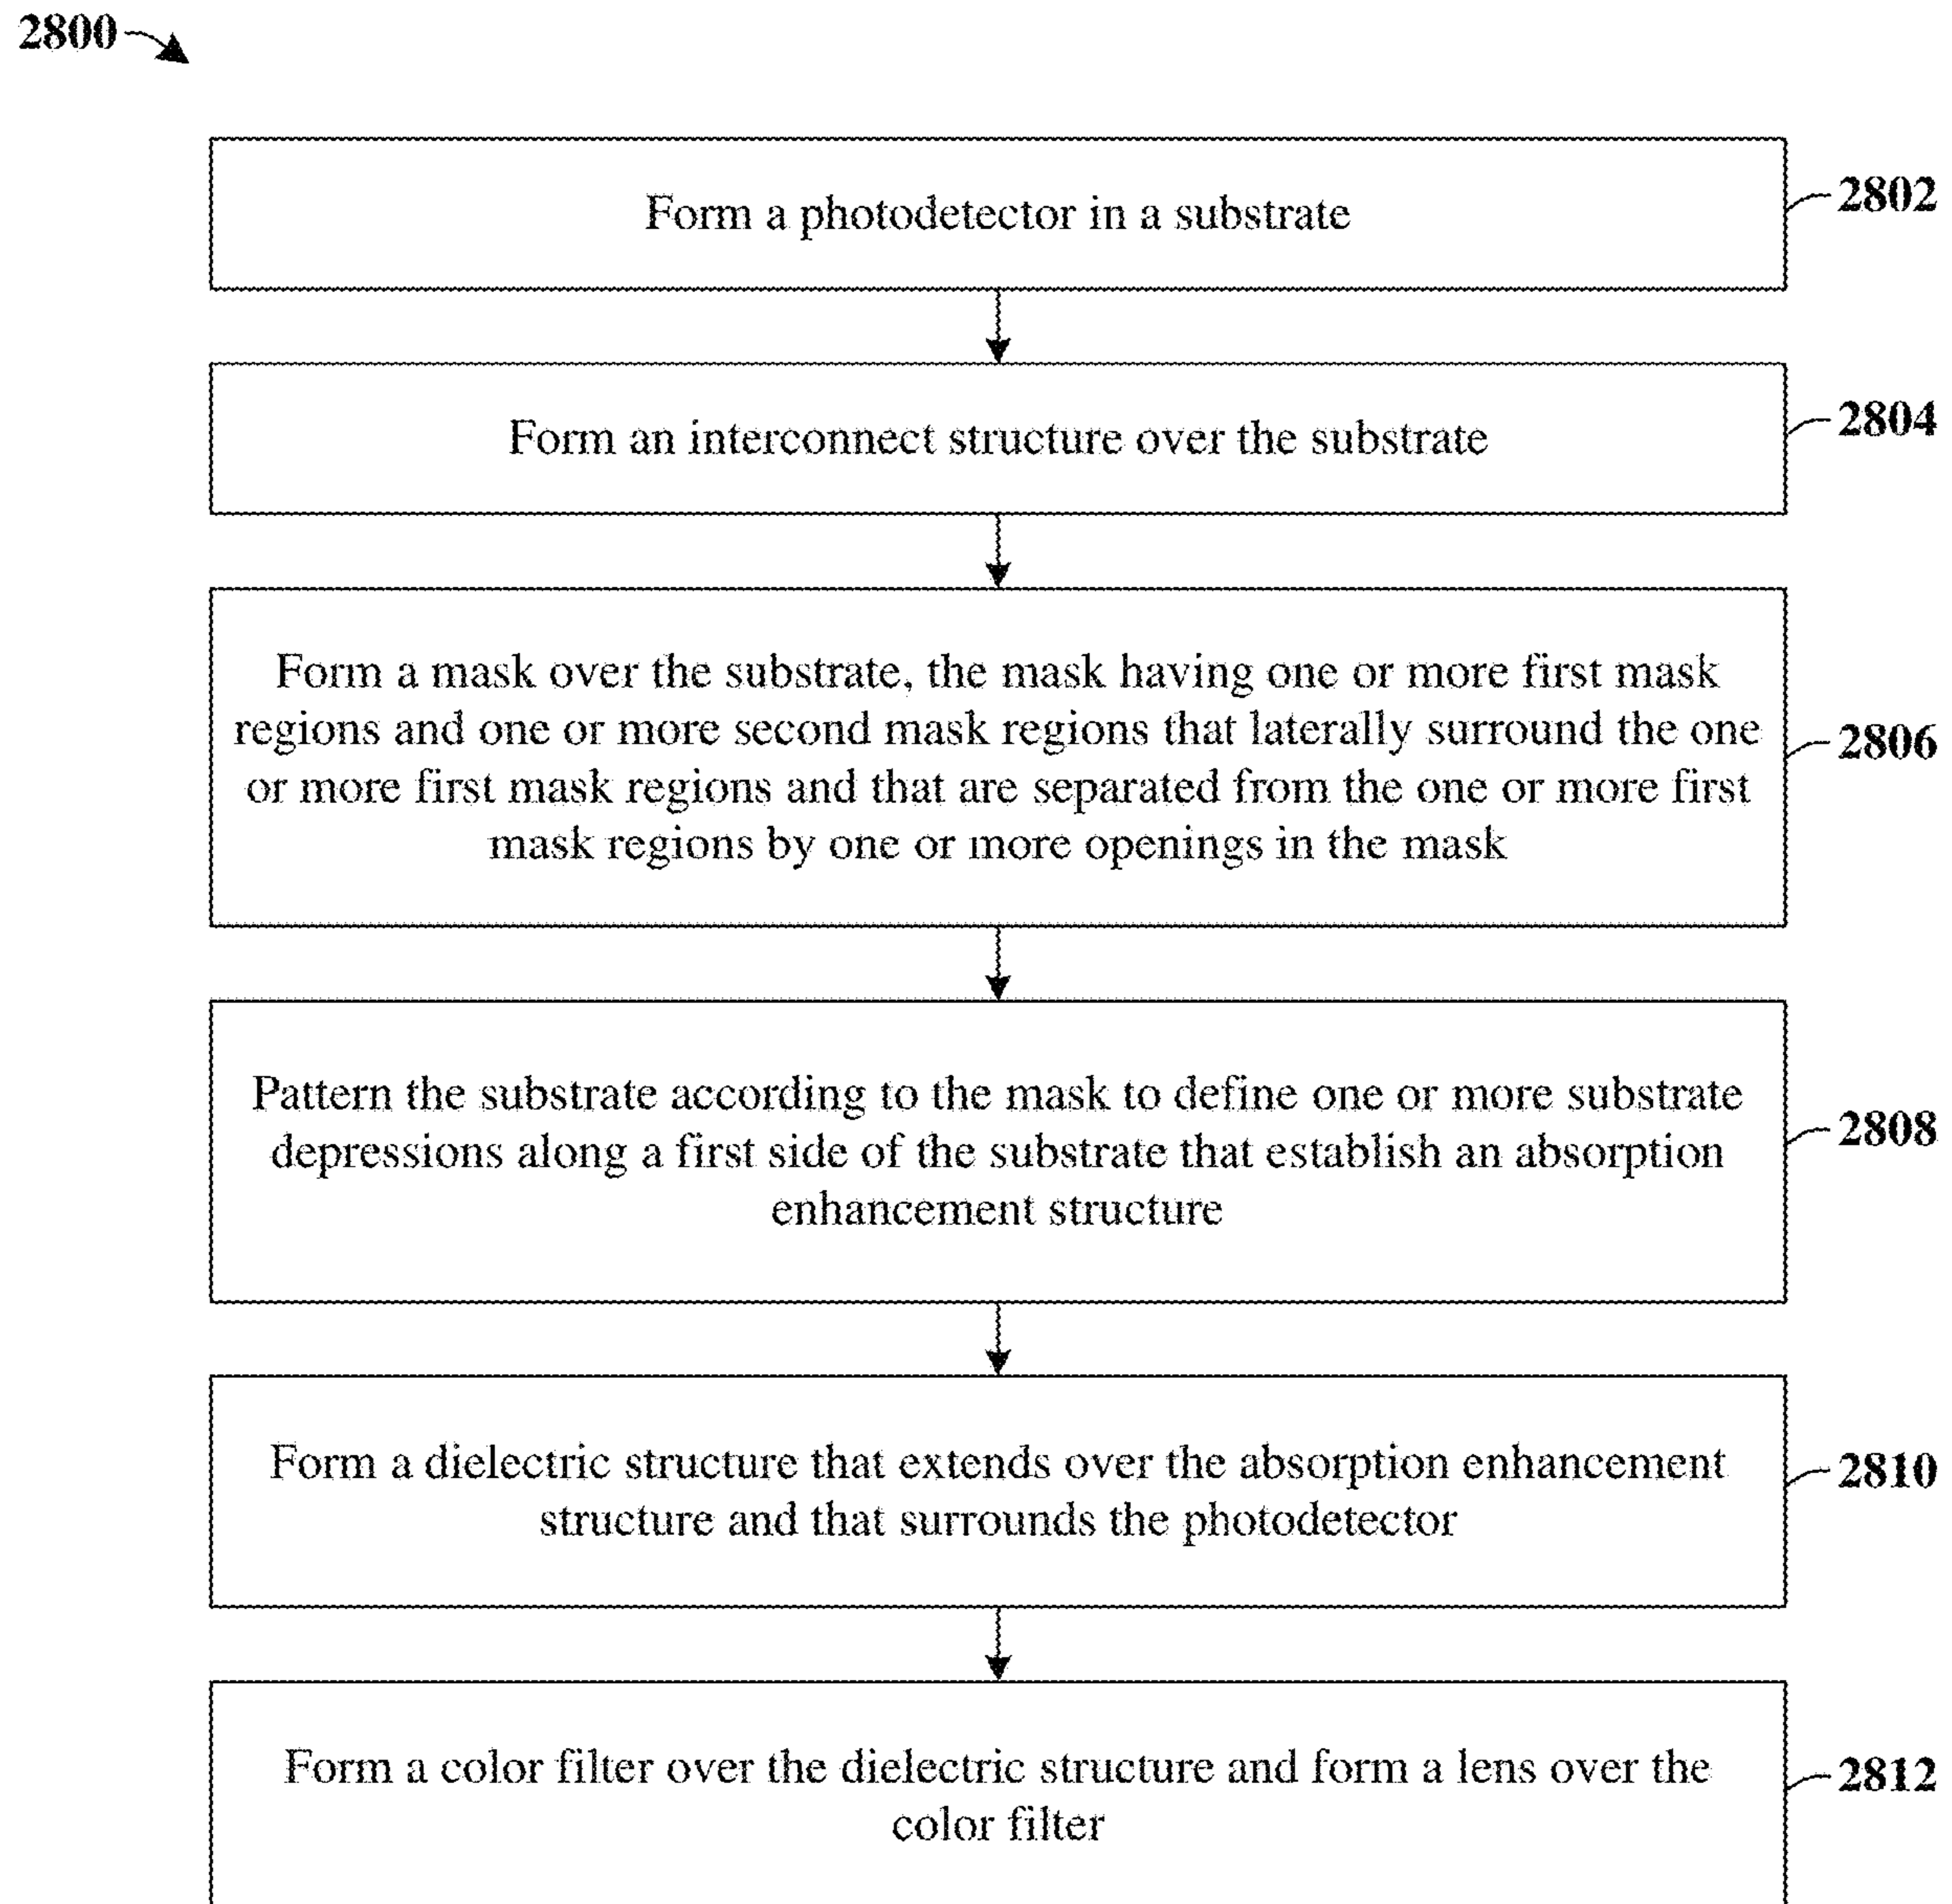 2800
Form a photodetector in a substrate
2802
Form an interconnect structure over the substrate
2804
Form a mask over the substrate, the mask having one or more first mask
regions and one or more second mask regions that laterally surround the one
or more first mask regions and that are separated from the one or more first
mask regions by one or more openings in the mask
2806
Pattern the substrate according to the mask to define one or more substrate
depressions along a first side of the substrate that establish an absorption
enhancement structure
2808
Form a dielectric structure that extends over the absorption enhancement
structure and that surrounds the photodetector
2810
Form a color filter over the dielectric structure and form a lens over the
color filter
2812